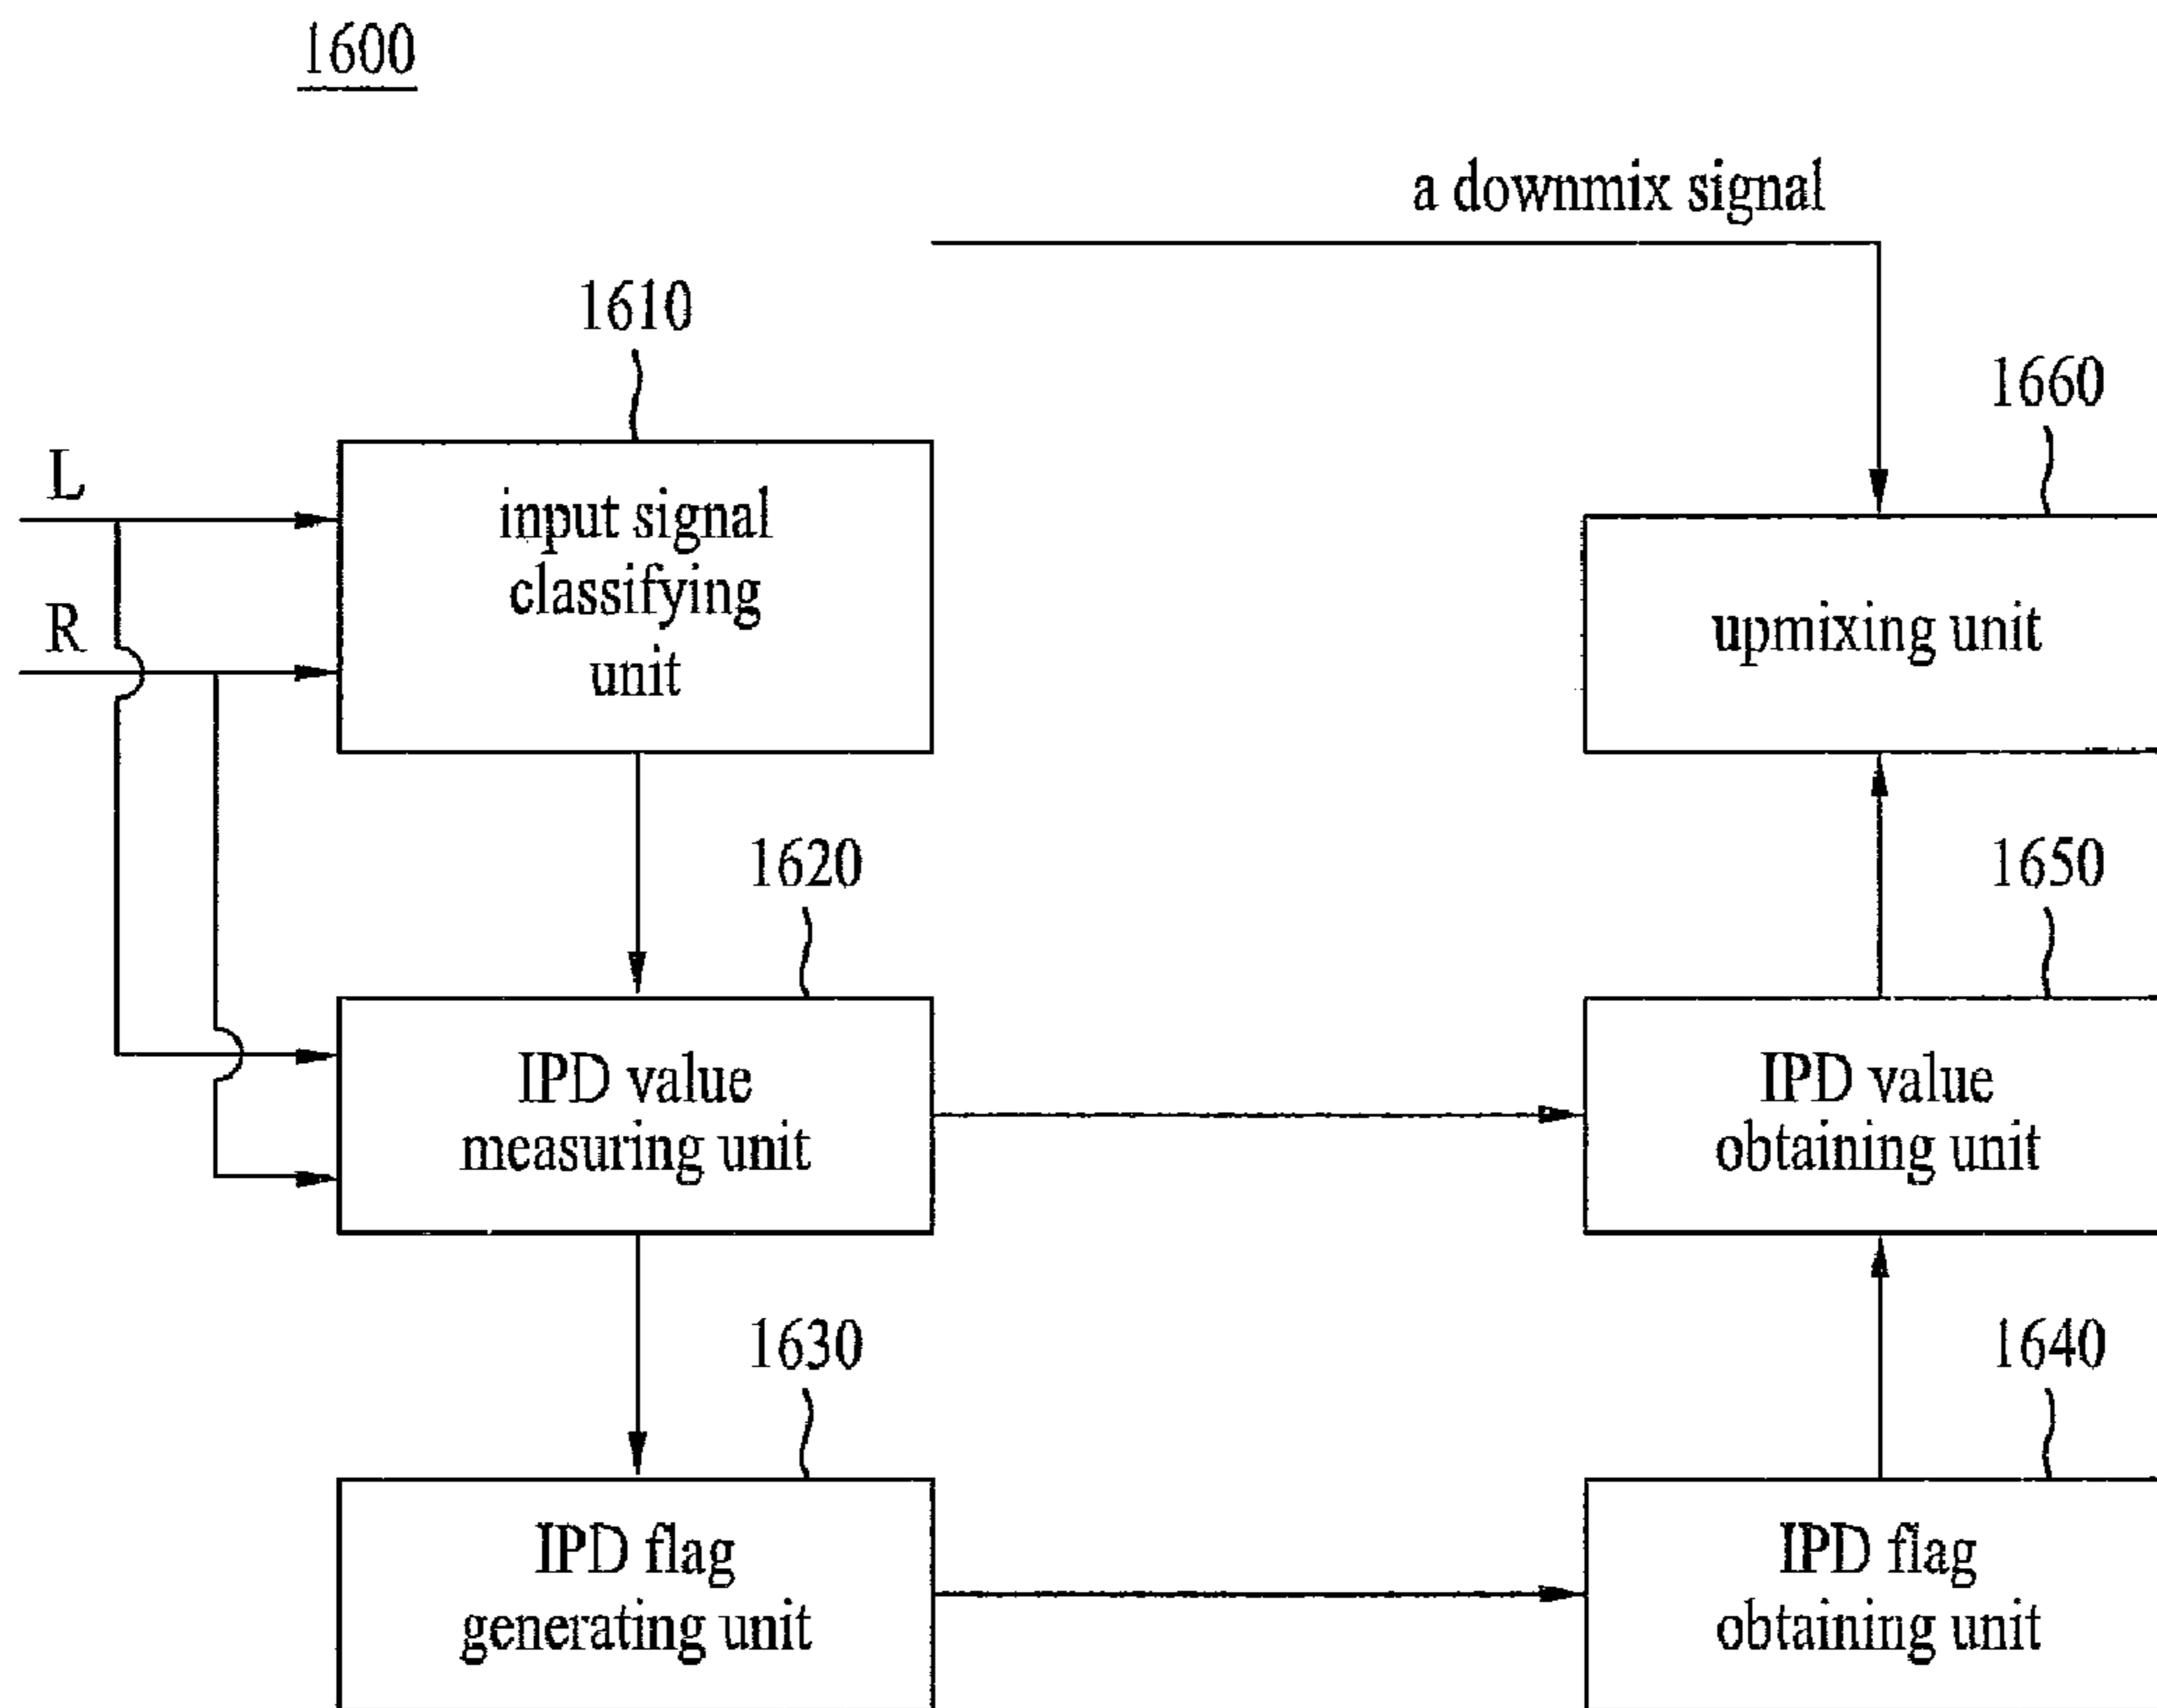 1600
a downmix signal
1610
1660
L
R
input signal
classifying
unit
upmixing unit
1620
1650
IPD value
measuring unit
IPD value
obtaining unit
1630
1640
IPD flag
generating unit
IPD flag
obtaining unit